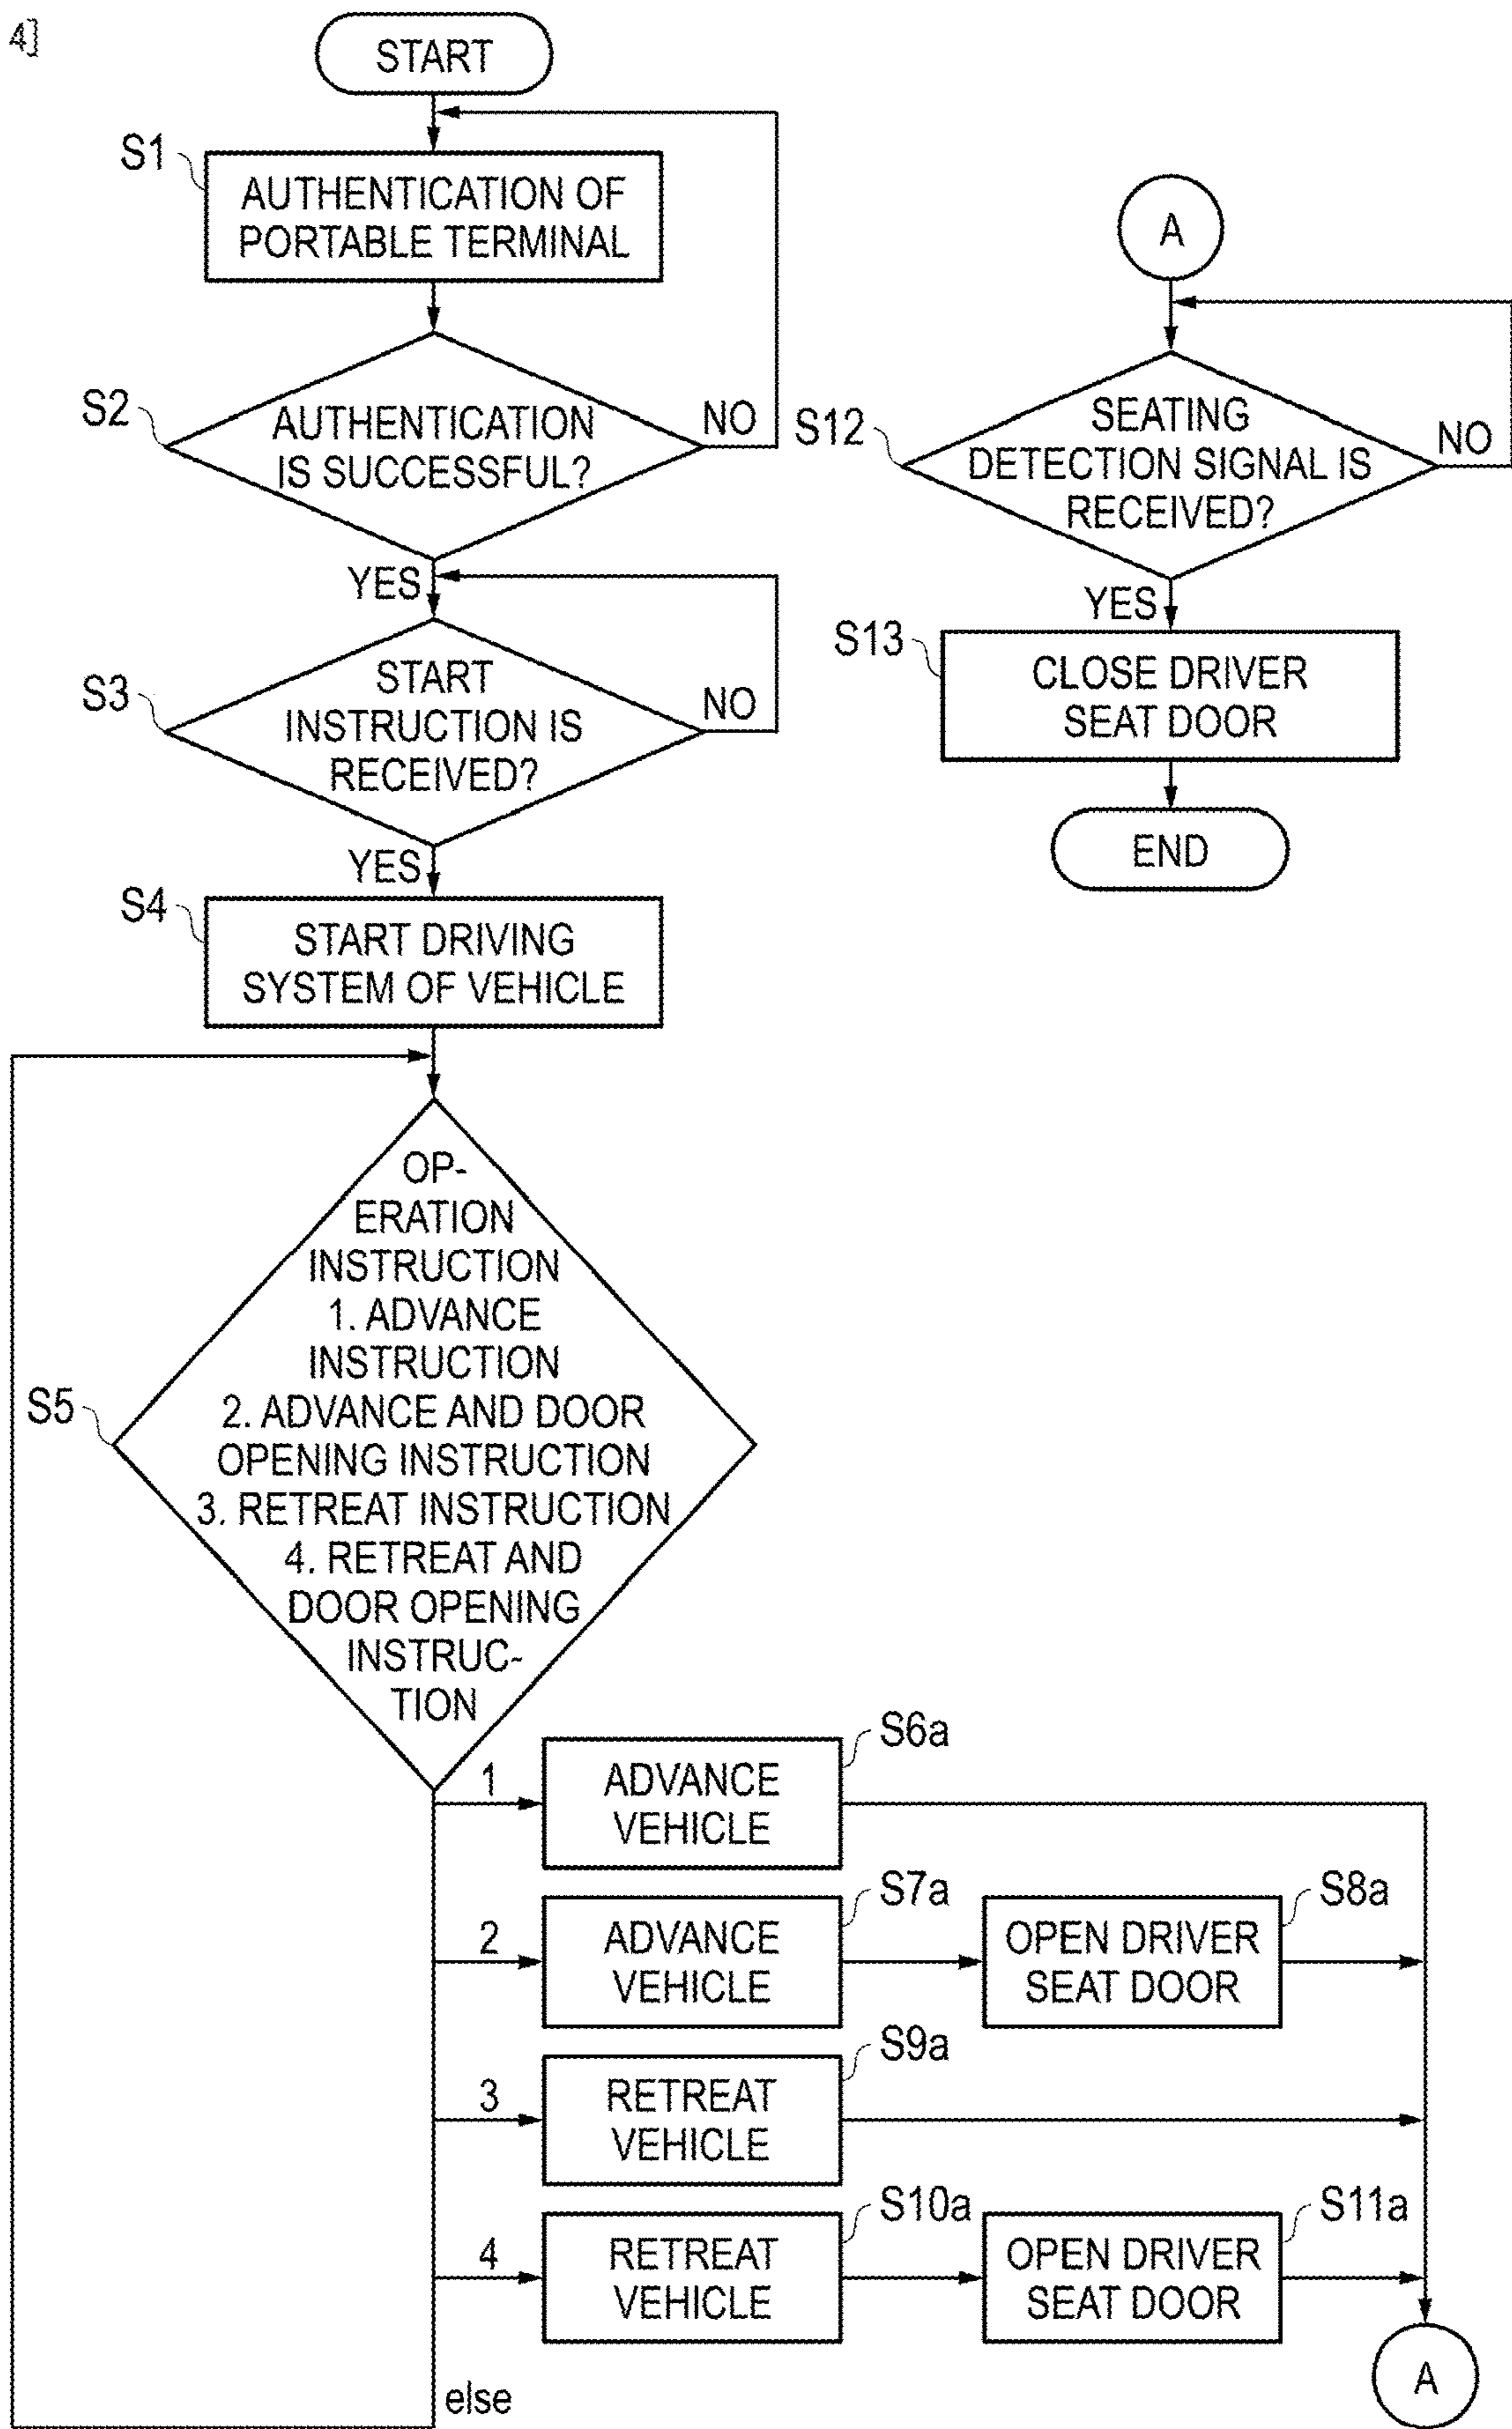 4]
START
S1
AUTHENTICATION OF
PORTABLE TERMINAL
S2
AUTHENTICATION
IS SUCCESSFUL?
NO
YES
S3
START
INSTRUCTION IS
RECEIVED?
NO
YES
S4
START DRIVING
SYSTEM OF VEHICLE
S5
OP-
ERATION
INSTRUCTION
1. ADVANCE
INSTRUCTION
2. ADVANCE AND DOOR
OPENING INSTRUCTION
3. RETREAT INSTRUCTION
4. RETREAT AND
DOOR OPENING
INSTRUC-
TION
1
S6a
ADVANCE
VEHICLE
2
S7a
ADVANCE
VEHICLE
S8a
OPEN DRIVER
SEAT DOOR
3
S9a
RETREAT
VEHICLE
4
S10a
RETREAT
VEHICLE
S11a
OPEN DRIVER
SEAT DOOR
else
A
A
S12
SEATING
DETECTION SIGNAL IS
RECEIVED?
NO
YES
S13
CLOSE DRIVER
SEAT DOOR
END